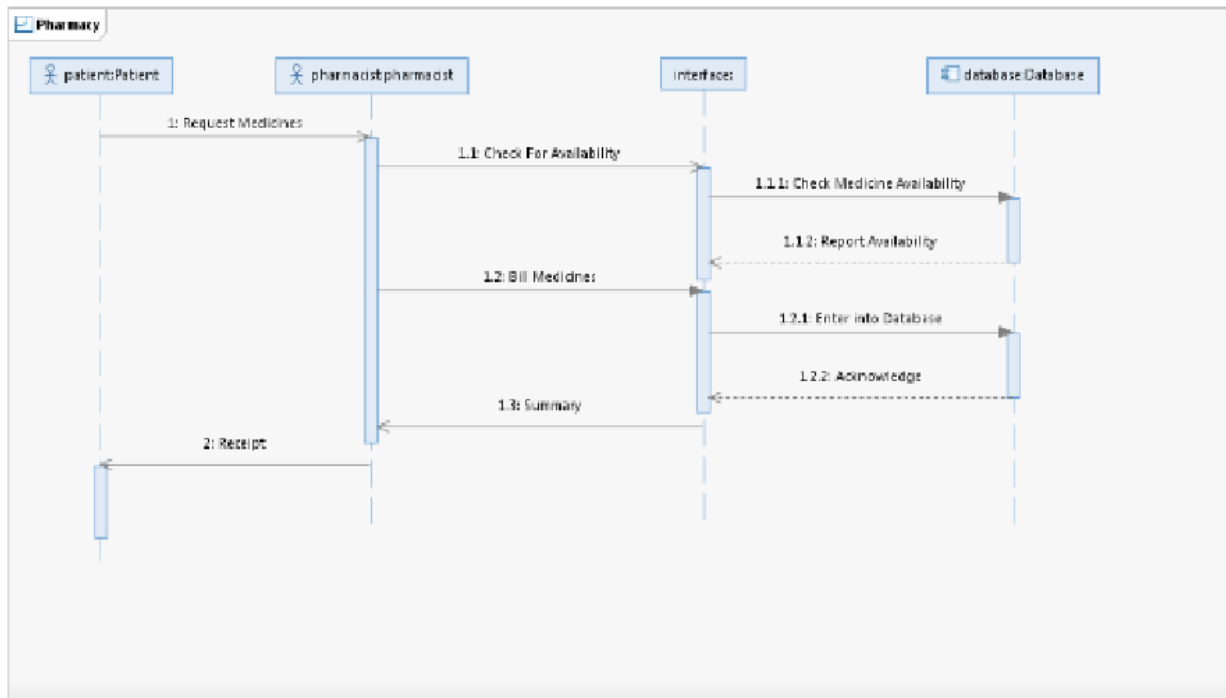 Pharmacy
patient:Patient
pharmacist:pharmacist
interface:
database:Database
1: Request Medicines
1.1: Check For Availability
1.1.1: Check Medicine Availability
1.1.2: Report Availability
1.2: Bill Medicines
1.2.1: Enter into Database
1.2.2: Acknowledge
1.3: Summary
2: Receipt